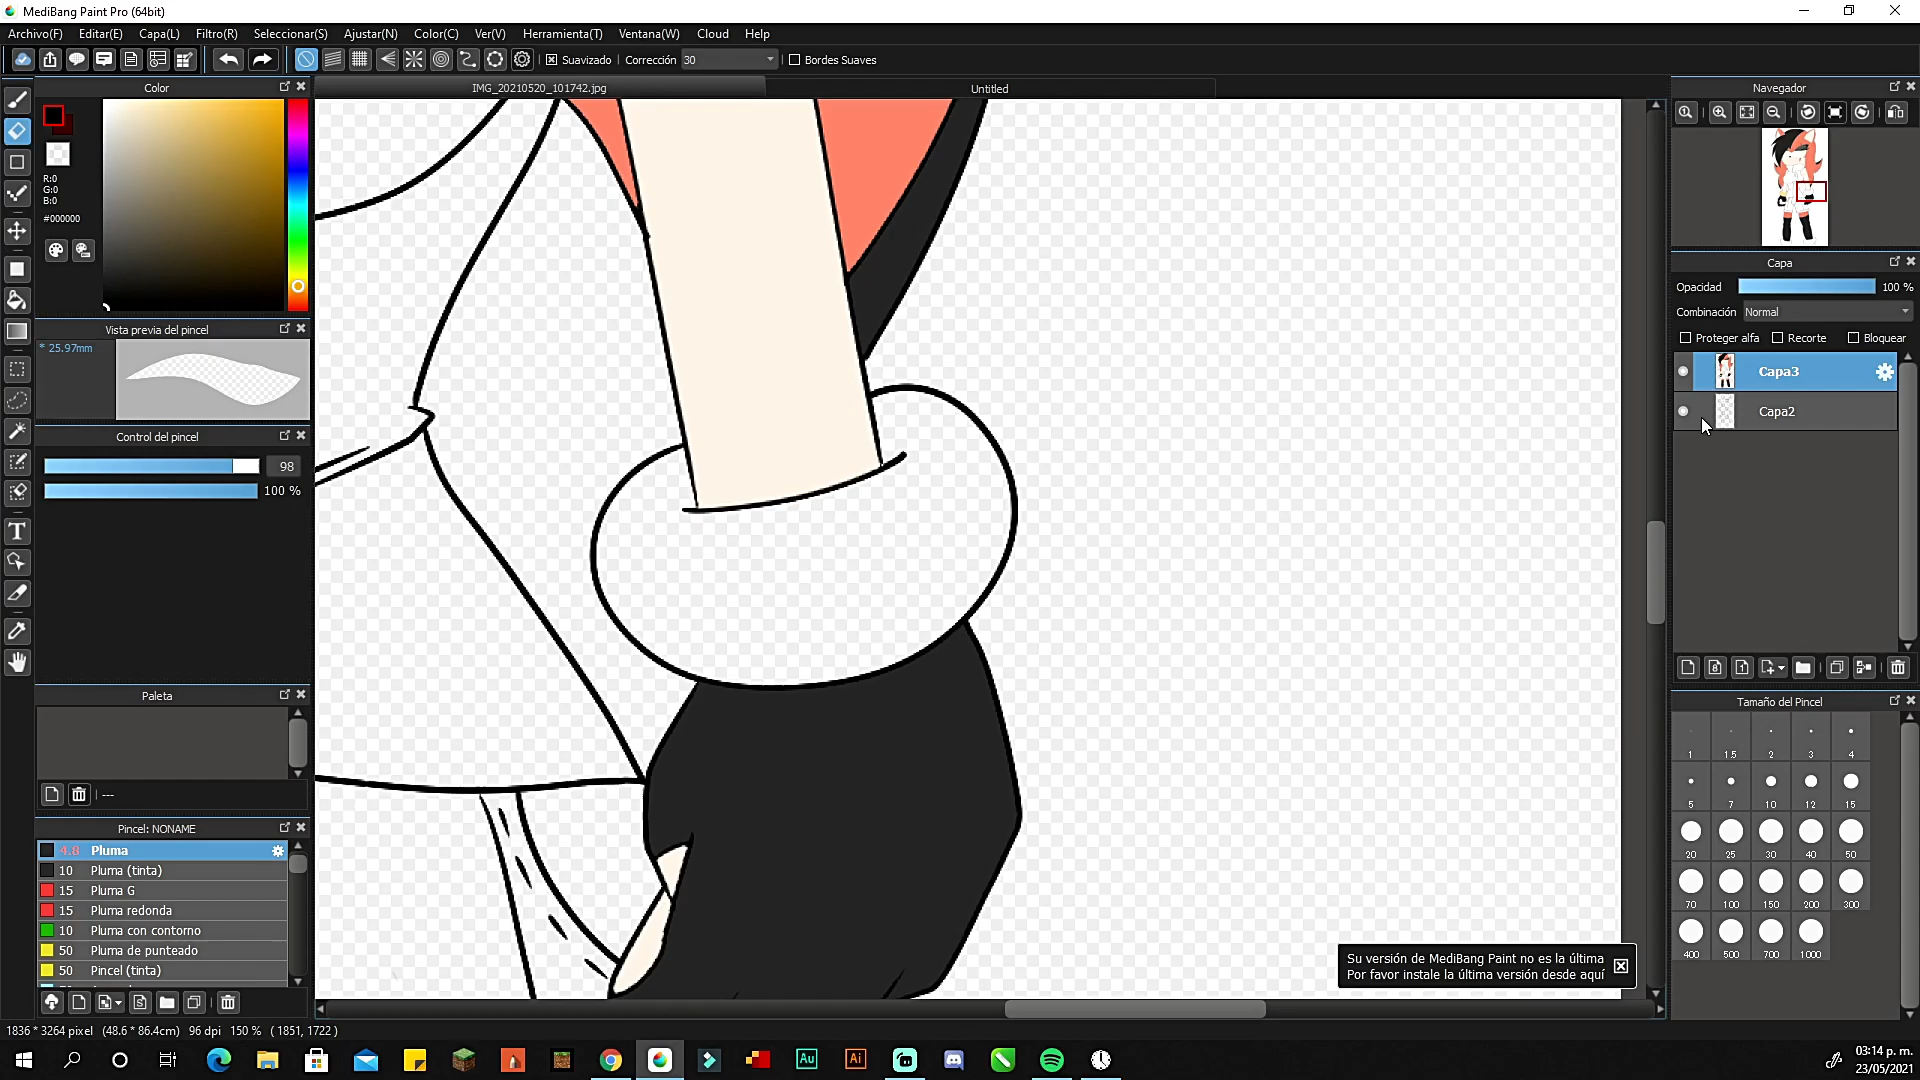 MediBang Paint Pro (64bit)
Archivo(F) Editar(E) Capa(L) Filtro(R) Seleccionar(S) Ajustar(N) Color(C) Ver(V) Herramienta(T) Ventana(W) Cloud Help
Suavizado Corrección 30 Bordes Suaves
Color
IMG_20210520_101742.jpg
Untitled
Navegador
R:0
G:0
B:0
#000000
Capa
Opacidad 100 %
Combinación Normal
Proteger alfa Recorte Bloquear
Capa3
Capa2
Vista previa del pincel
* 25.97mm
Control del pincel
98
100 %
T
Paleta
---
Pincel: NONAME
4.8 Pluma
10 Pluma (tinta)
15 Pluma G
15 Pluma redonda
10 Pluma con contorno
50 Pluma de punteado
50 Pincel (tinta)
Tamaño del Pincel
1 1.5 2 3 4
5 7 10 12 15
20 25 30 40 50
70 100 150 200 300
400 500 700 1000
Su versión de MediBang Paint no es la última
Por favor instale la última versión desde aquí
1836 * 3264 pixel (48.6 * 86.4cm) 96 dpi 150 % ( 1851, 1722 )
Au
Ai
03:14 p. m.
23/05/2021